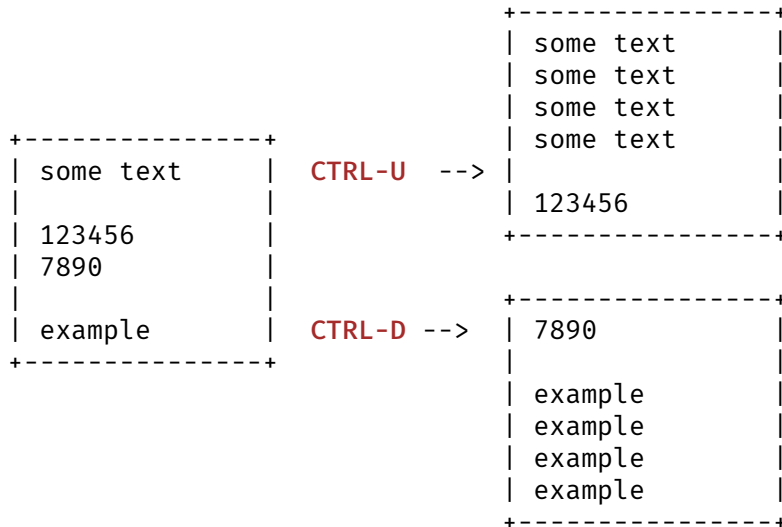 +-----------------+
                                 | some text       |
                                 | some text       |
                                 | some text       |
+---------------+                | some text       |
| some text     |  CTRL-U  -->   |                 |
|               |                | 123456          |
| 123456        |                +-----------------+
| 7890          |
|               |                +-----------------+
| example       |  CTRL-D -->    | 7890            |
+---------------+                |                 |
                                 | example         |
                                 | example         |
                                 | example         |
                                 | example         |
                                 +-----------------+